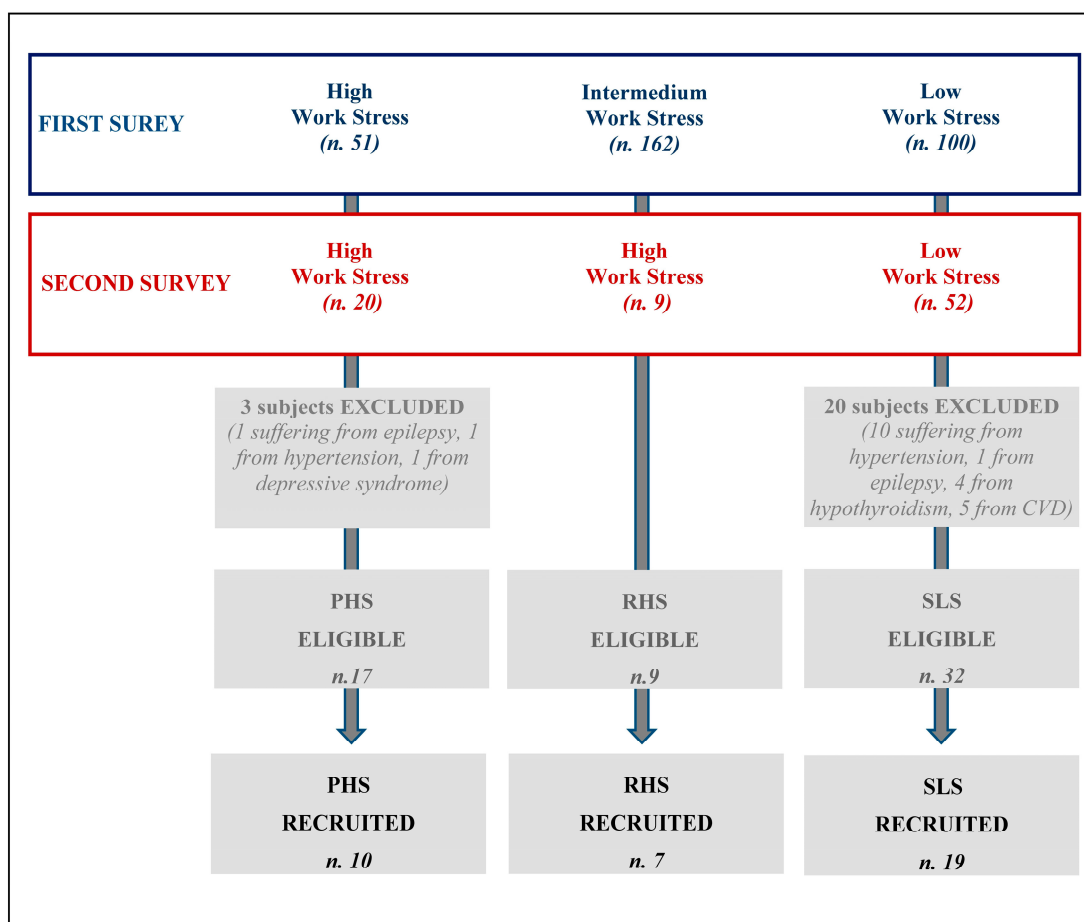 FIRST SUREY
High
Work Stress
(n. 51)
Intermedium
Work Stress
(n. 162)
Low
Work Stress
(n. 100)
SECOND SURVEY
High
Work Stress
(n. 20)
High
Work Stress
(n. 9)
Low
Work Stress
(n. 52)
3 subjects EXCLUDED
(1 suffering from epilepsy, 1
from hypertension, 1 from
depressive syndrome)
20 subjects EXCLUDED
(10 suffering from
hypertension, 1 from
epilepsy, 4 from
hypothyroidism, 5 from CVD)
PHS
ELIGIBLE
n.17
RHS
ELIGIBLE
n.9
SLS
ELIGIBLE
n. 32
PHS
RECRUITED
n. 10
RHS
RECRUITED
n. 7
SLS
RECRUITED
n. 19